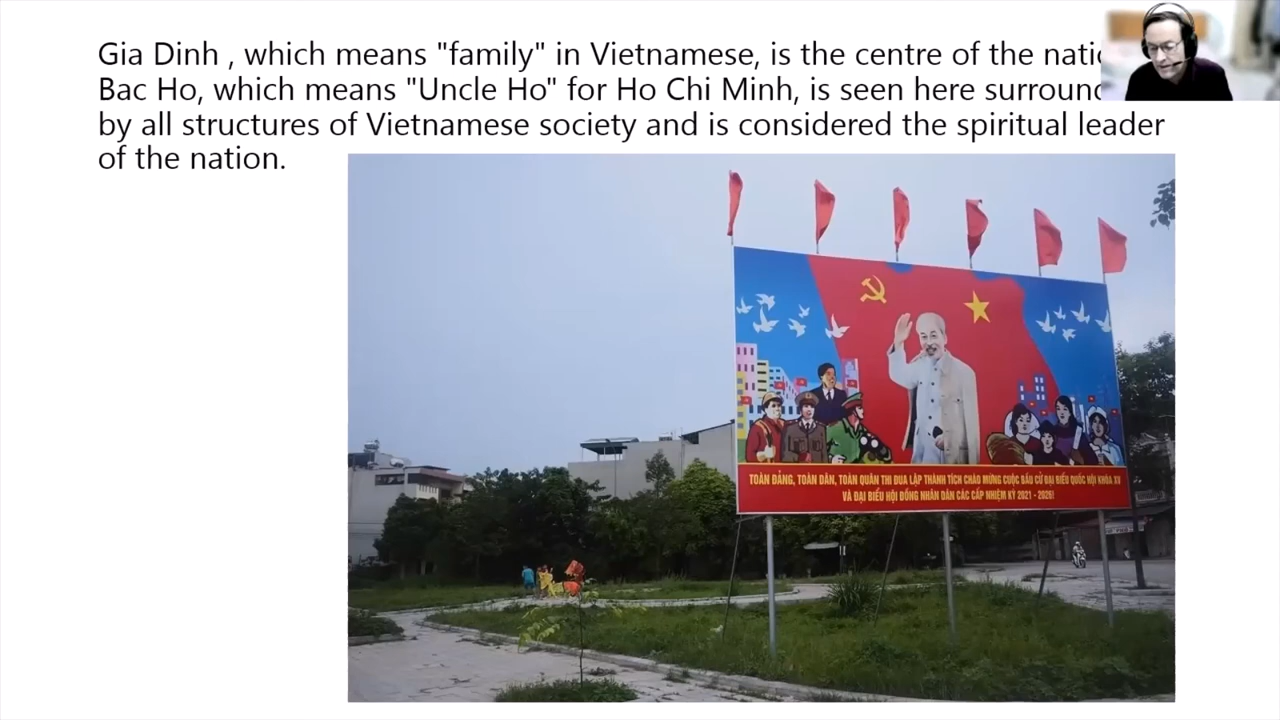 Gia Dinh , which means "family" in Vietnamese, is the centre of the
Bac Ho, which means "Uncle Ho" for Ho Chi Minh, is seen here
by all structures of Vietnamese society and is considered the spiritual leader
of the nation.
TOÀN ĐẢNG, TOÀN DÂN, TOÀN QUÂN THI ĐUA LẬP THÀNH TÍCH CHÀO MỪNG CUỘC BẦU CỬ ĐẠI BIỂU QUỐC HỘI KHÓA XV
VÀ ĐẠI BIỂU HỘI ĐỒNG NHÂN DÂN CÁC CẤP NHIỆM KỲ 2021 - 2026!